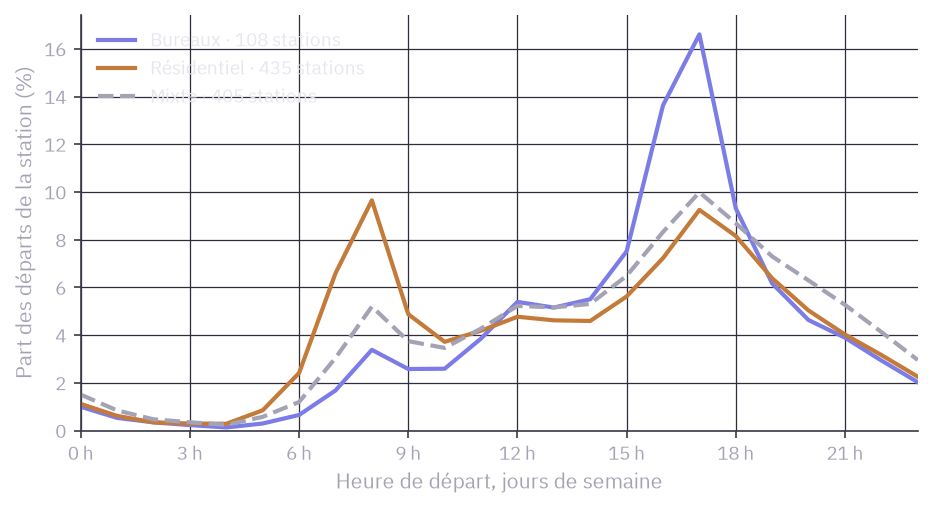 Bureaux · 108 stations
Résidentiel · 435 stations
Mixte · 405 stations
Part des départs de la station (%)
16
14
12
10
8
6
4
2
0
0 h
3 h
6 h
9 h
12 h
15 h
18 h
21 h
Heure de départ, jours de semaine